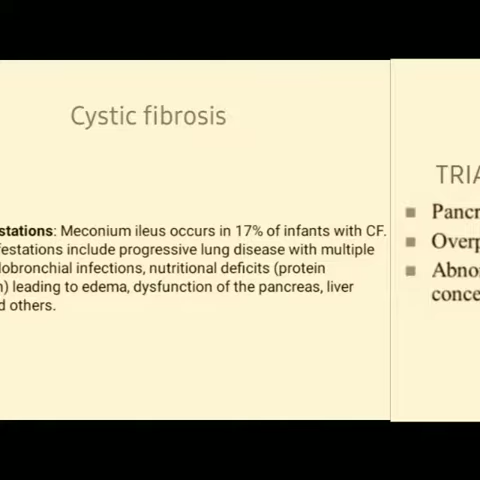 Cystic fibrosis
stations: Meconium ileus occurs in 17% of infants with CF.
festations include progressive lung disease with multiple
lobronchial infections, nutritional deficits (protein
n) leading to edema, dysfunction of the pancreas, liver
d others.
TRIA
Pancr
Overp
Abno
conce